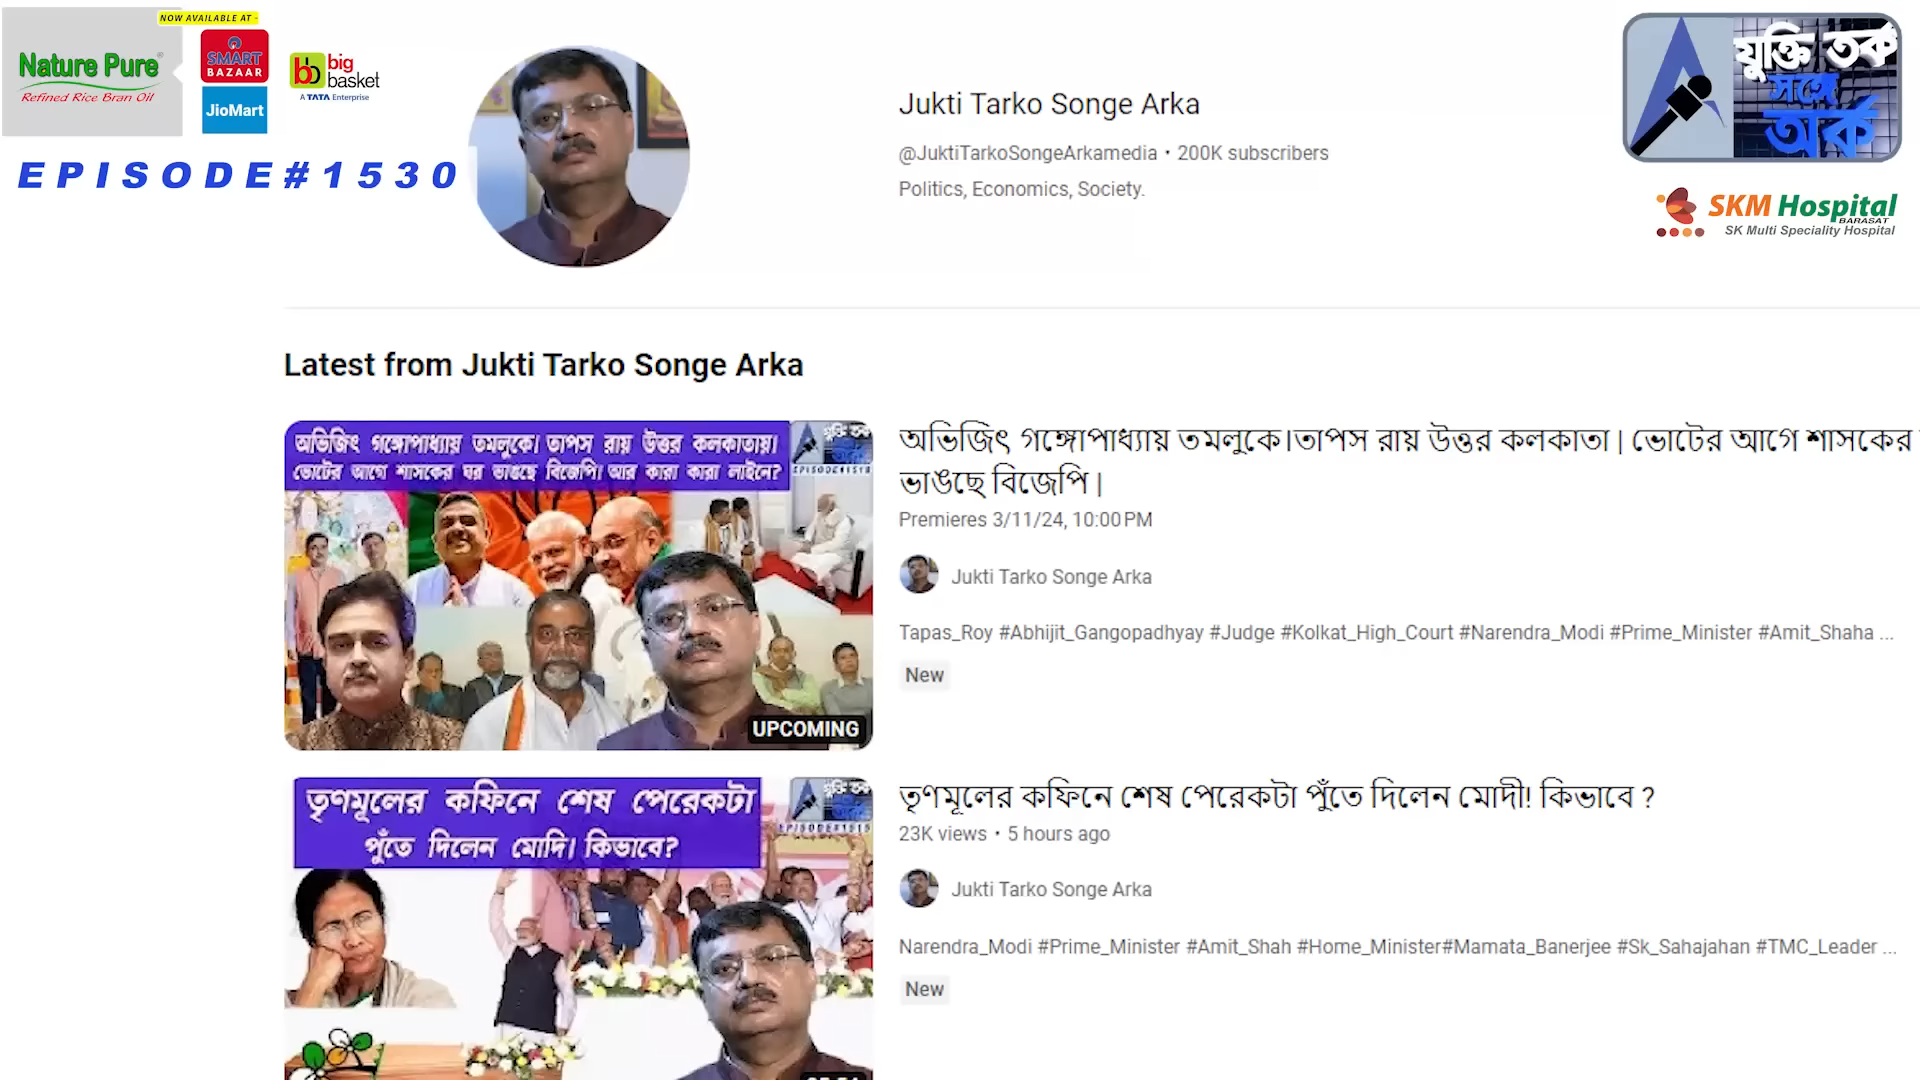 NOW AVAILABLE AT -
Nature Pure
Refined Rice Bran Oil
SMART
BAZAAR
JioMart
bb big
basket
A TATA Enterprise
EPISODE#1530
যুক্তি তর্ক
সঙ্গে
অর্ক
SKM Hospital
BARASAT
SK Multi Speciality Hospital
Jukti Tarko Songe Arka
@JuktiTarkoSongeArkamedia • 200K subscribers
Politics, Economics, Society.
Latest from Jukti Tarko Songe Arka
অভিজিৎ গঙ্গোপাধ্যায় তমলুকে। তাপস রায় উত্তর কলকাতায়।
ভোটের আগে শাসকের ঘর ভাঙছে বিজেপি। আর কারা কারা লাইনে?
UPCOMING
অভিজিৎ গঙ্গোপাধ্যায় তমলুকে।তাপস রায় উত্তর কলকাতা | ভোটের আগে শাসকের
ভাঙছে বিজেপি |
Premieres 3/11/24, 10:00 PM
Jukti Tarko Songe Arka
Tapas_Roy #Abhijit_Gangopadhyay #Judge #Kolkat_High_Court #Narendra_Modi #Prime_Minister #Amit_Shaha ...
New
তৃণমূলের কফিনে শেষ পেরেকটা
পুঁতে দিলেন মোদি। কিভাবে?
তৃণমূলের কফিনে শেষ পেরেকটা পুঁতে দিলেন মোদী! কিভাবে ?
23K views • 5 hours ago
Jukti Tarko Songe Arka
Narendra_Modi #Prime_Minister #Amit_Shah #Home_Minister#Mamata_Banerjee #Sk_Sahajahan #TMC_Leader ...
New